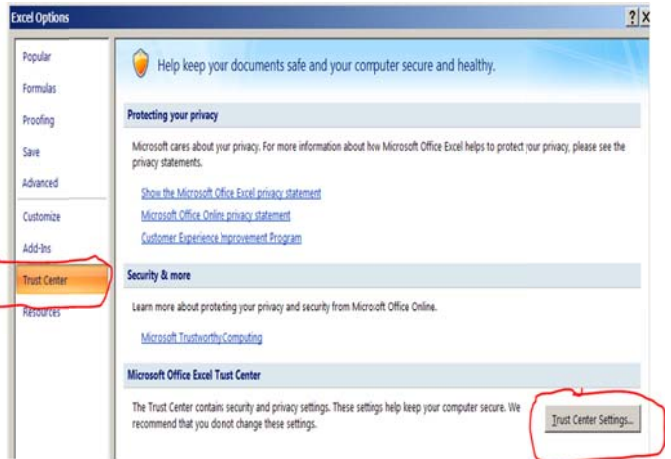 Excel Options
Popular
Formulas
Proofing
Save
Advanced
Customize
Add-Ins
Trust Center
Resources
Help keep your documents safe and your computer secure and healthy.
Protecting your privacy
Microsoft cares about your privacy. For more information about how Microsoft Office Excel helps to protect your privacy, please see the
privacy statements.
Show the Microsoft Office Excel privacy statement
Microsoft Office Online privacy statement
Customer Experience Improvement Program
Security & more
Learn more about protecting your privacy and security from Microsoft Office Online.
Microsoft Trustworthy Computing
Microsoft Office Excel Trust Center
The Trust Center contains security and privacy settings. These settings help keep your computer secure. We
recommend that you do not change these settings.
Trust Center Settings...